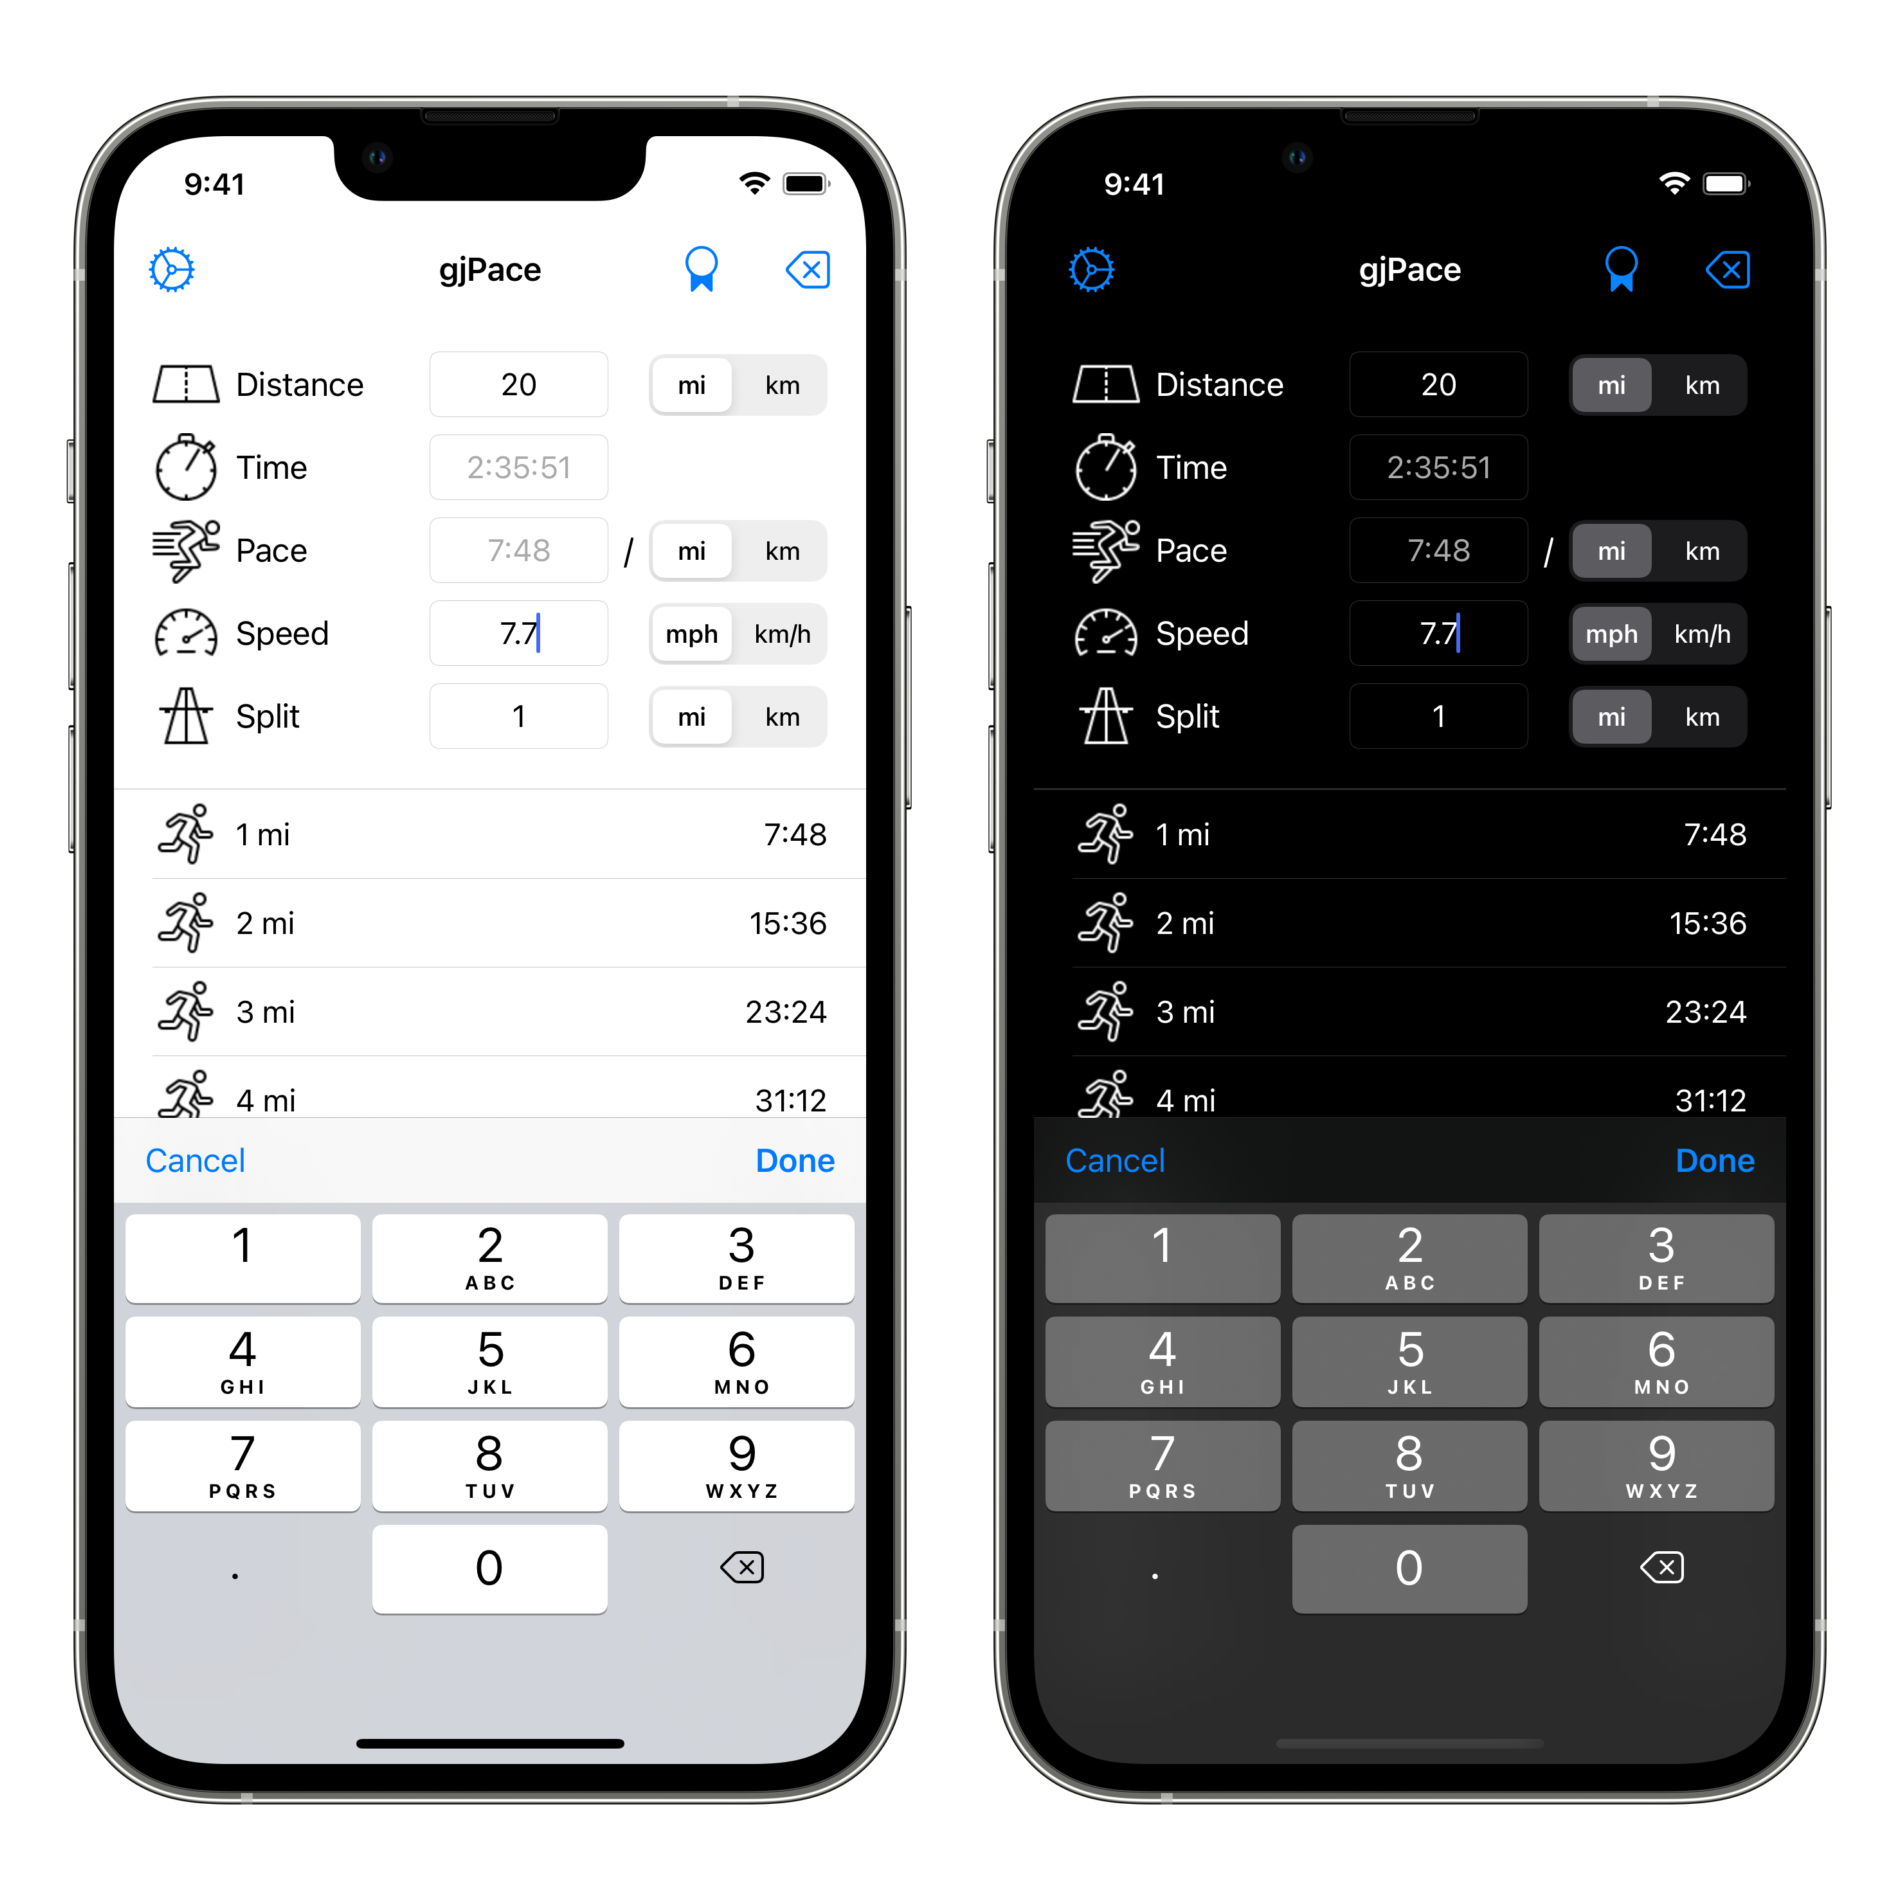 9:41
gjPace
Distance 20 mi km
Time 2:35:51
Pace 7:48 / mi km
Speed 7.7 mph km/h
Split 1 mi km
1 mi 7:48
2 mi 15:36
3 mi 23:24
4 mi 31:12
Cancel Done
1 2 3
ABC DEF
4 5 6
GHI JKL MNO
7 8 9
PQRS TUV WXYZ
. 0
9:41
gjPace
Distance 20 mi km
Time 2:35:51
Pace 7:48 / mi km
Speed 7.7 mph km/h
Split 1 mi km
1 mi 7:48
2 mi 15:36
3 mi 23:24
4 mi 31:12
Cancel Done
1 2 3
ABC DEF
4 5 6
GHI JKL MNO
7 8 9
PQRS TUV WXYZ
. 0